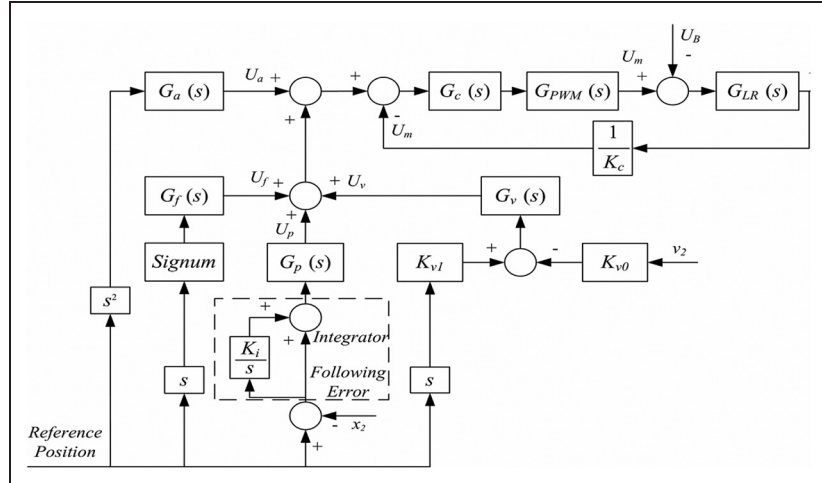 U_B
-
G_a (s)
U_a +
+
+
-
U_m
G_c (s)
G_PWM (s)
U_m
+
G_LR (s)
1
K_c
+
G_f (s)
U_f +
+ U_v
+
U_p
G_v (s)
Signum
G_p (s)
K_v1
+
-
K_v0
v_2
s²
+
+
Integrator
K_i
s
s
Following
Error
s
-
x_2
+
Reference
Position